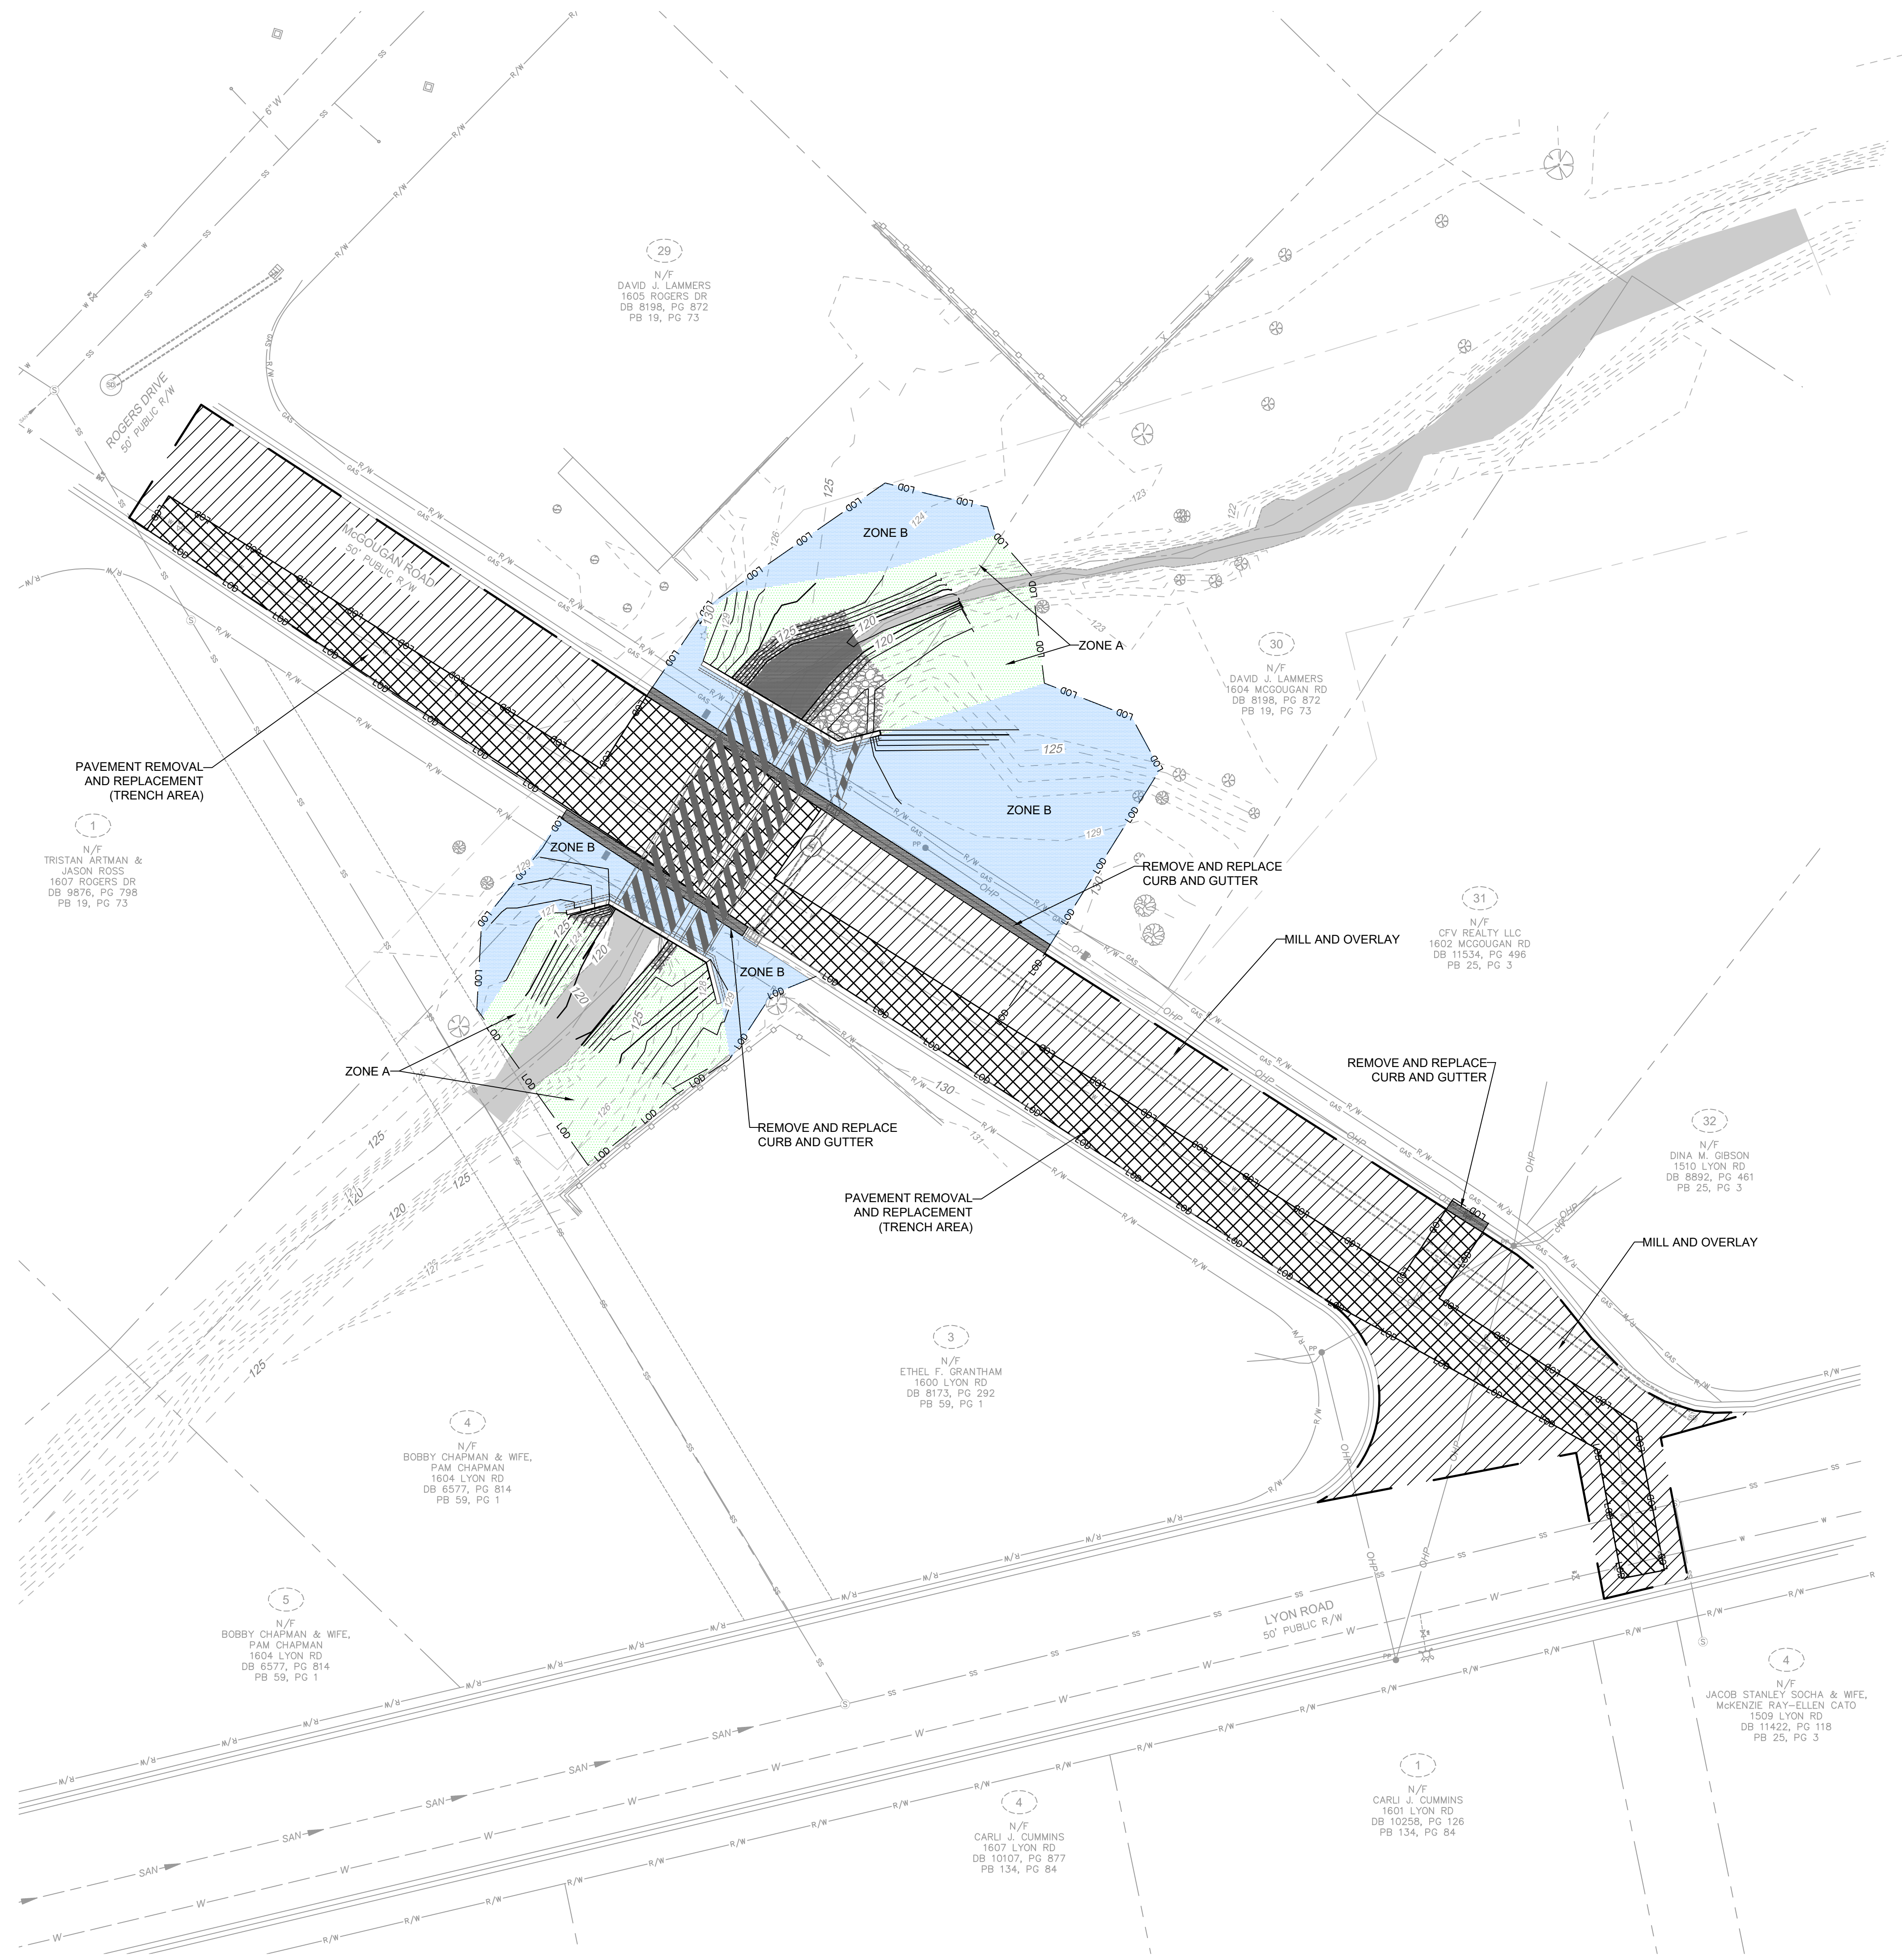 6" W
29
N/F
DAVID J. LAMMERS
1605 ROGERS DR
DB 8198, PG 872
PB 19, PG 73
ROGERS DRIVE
50' PUBLIC R/W
McGOUGAN ROAD
50' PUBLIC R/W
ZONE B
ZONE A
30
N/F
DAVID J. LAMMERS
1604 MCGOUGAN RD
DB 8198, PG 872
PB 19, PG 73
PAVEMENT REMOVAL
AND REPLACEMENT
(TRENCH AREA)
1
N/F
TRISTAN ARTMAN &
JASON ROSS
1607 ROGERS DR
DB 9876, PG 798
PB 19, PG 73
ZONE B
ZONE B
ZONE B
REMOVE AND REPLACE
CURB AND GUTTER
MILL AND OVERLAY
31
N/F
CFV REALTY LLC
1602 MCGOUGAN RD
DB 11534, PG 496
PB 25, PG 3
ZONE A
REMOVE AND REPLACE
CURB AND GUTTER
REMOVE AND REPLACE
CURB AND GUTTER
32
N/F
DINA M. GIBSON
1510 LYON RD
DB 8892, PG 461
PB 25, PG 3
PAVEMENT REMOVAL
AND REPLACEMENT
(TRENCH AREA)
MILL AND OVERLAY
3
N/F
ETHEL F. GRANTHAM
1600 LYON RD
DB 8173, PG 292
PB 59, PG 1
4
N/F
BOBBY CHAPMAN & WIFE,
PAM CHAPMAN
1604 LYON RD
DB 6577, PG 814
PB 59, PG 1
5
N/F
BOBBY CHAPMAN & WIFE,
PAM CHAPMAN
1604 LYON RD
DB 6577, PG 814
PB 59, PG 1
LYON ROAD
50' PUBLIC R/W
4
N/F
JACOB STANLEY SOCHA & WIFE,
McKENZIE RAY-ELLEN CATO
1509 LYON RD
DB 11422, PG 118
PB 25, PG 3
1
N/F
CARLI J. CUMMINS
1601 LYON RD
DB 10258, PG 126
PB 134, PG 84
4
N/F
CARLI J. CUMMINS
1607 LYON RD
DB 10107, PG 877
PB 134, PG 84